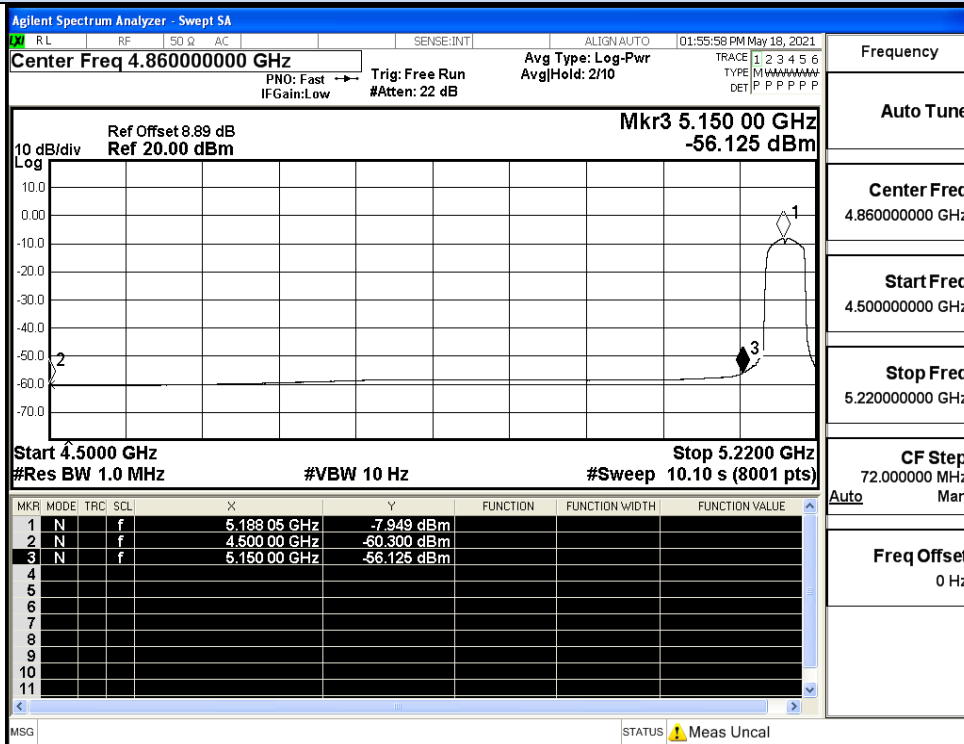 Agilent Spectrum Analyzer - Swept SA
LXI RL RF 50 Ω AC SENSE:INT ALIGN AUTO 01:55:58 PM May 18, 2021
Center Freq 4.860000000 GHz
PNO: Fast
IFGain:Low
Trig: Free Run
#Atten: 22 dB
Avg Type: Log-Pwr
Avg|Hold: 2/10
TRACE 1 2 3 4 5 6
TYPE M W W W W W
DET P P P P P P
Ref Offset 8.89 dB
10 dB/div Ref 20.00 dBm
Log
Mkr3 5.150 00 GHz
-56.125 dBm
10.0
0.00
-10.0
-20.0
-30.0
-40.0
-50.0
-60.0
-70.0
1
2
3
Start 4.5000 GHz Stop 5.2200 GHz
#Res BW 1.0 MHz #VBW 10 Hz #Sweep 10.10 s (8001 pts)
MKR MODE TRC SCL X Y FUNCTION FUNCTION WIDTH FUNCTION VALUE
1 N f 5.188 05 GHz -7.949 dBm
2 N f 4.500 00 GHz -60.300 dBm
3 N f 5.150 00 GHz -56.125 dBm
4
5
6
7
8
9
10
11
MSG STATUS Meas Uncal
Frequency
Auto Tune
Center Freq
4.860000000 GHz
Start Freq
4.500000000 GHz
Stop Freq
5.220000000 GHz
CF Step
72.000000 MHz
Auto Man
Freq Offset
0 Hz